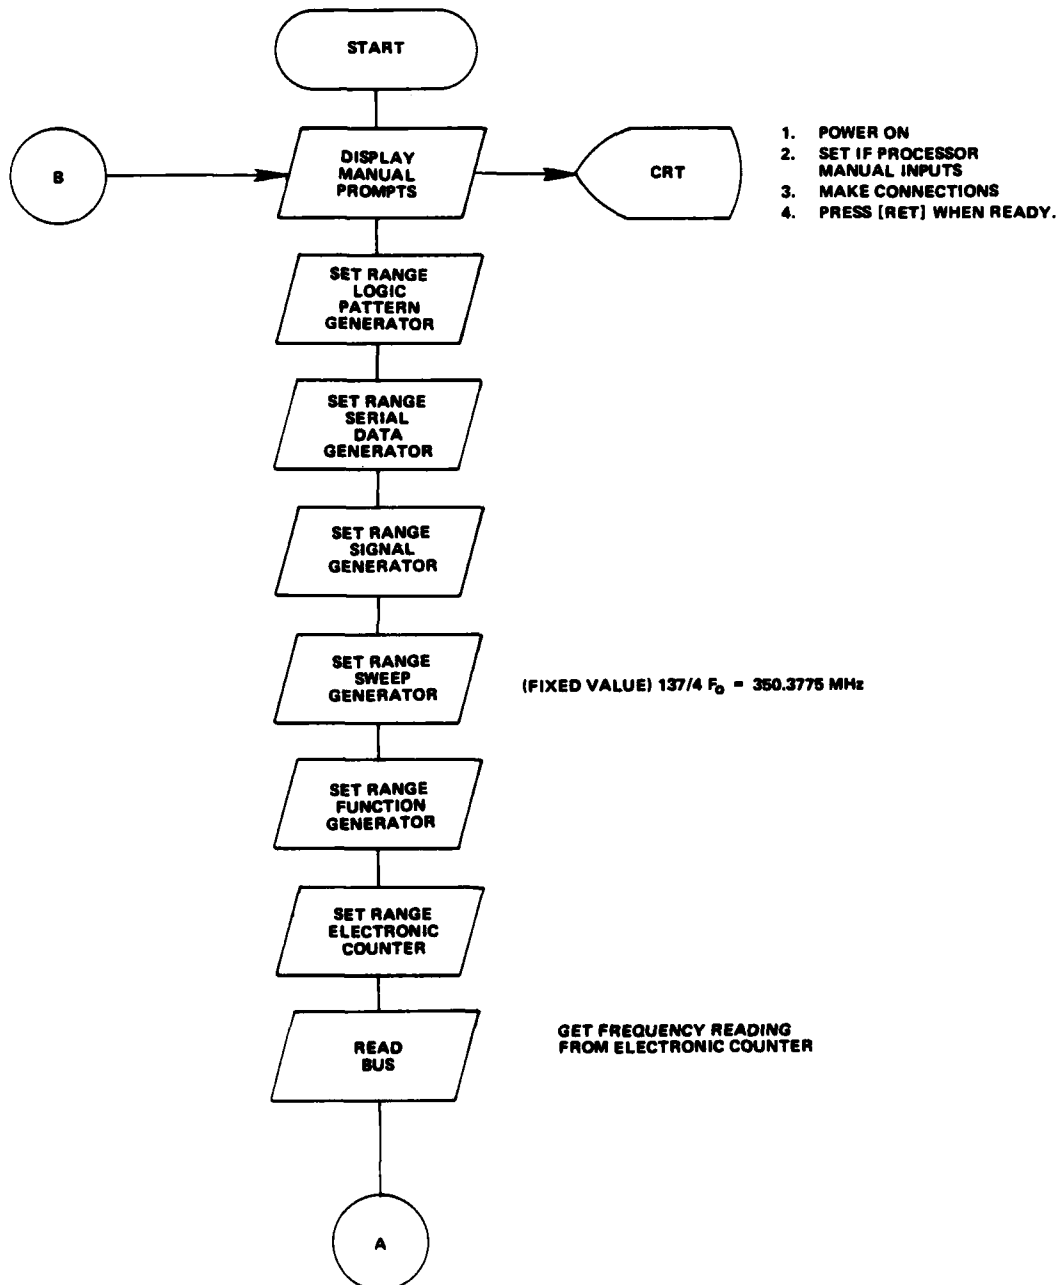 START
B
DISPLAY
MANUAL
PROMPTS
CRT
1. POWER ON
2. SET IF PROCESSOR
MANUAL INPUTS
3. MAKE CONNECTIONS
4. PRESS [RET] WHEN READY.
SET RANGE
LOGIC
PATTERN
GENERATOR
SET RANGE
SERIAL
DATA
GENERATOR
SET RANGE
SIGNAL
GENERATOR
SET RANGE
SWEEP
GENERATOR
(FIXED VALUE) 137/4 Fo = 350.3775 MHz
SET RANGE
FUNCTION
GENERATOR
SET RANGE
ELECTRONIC
COUNTER
READ
BUS
GET FREQUENCY READING
FROM ELECTRONIC COUNTER
A